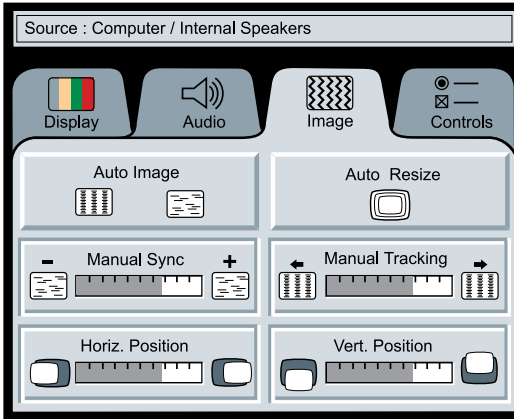 Source : Computer / Internal Speakers
Display Audio Image Controls
Auto Image Auto Resize
- Manual Sync + Manual Tracking
Horiz. Position Vert. Position